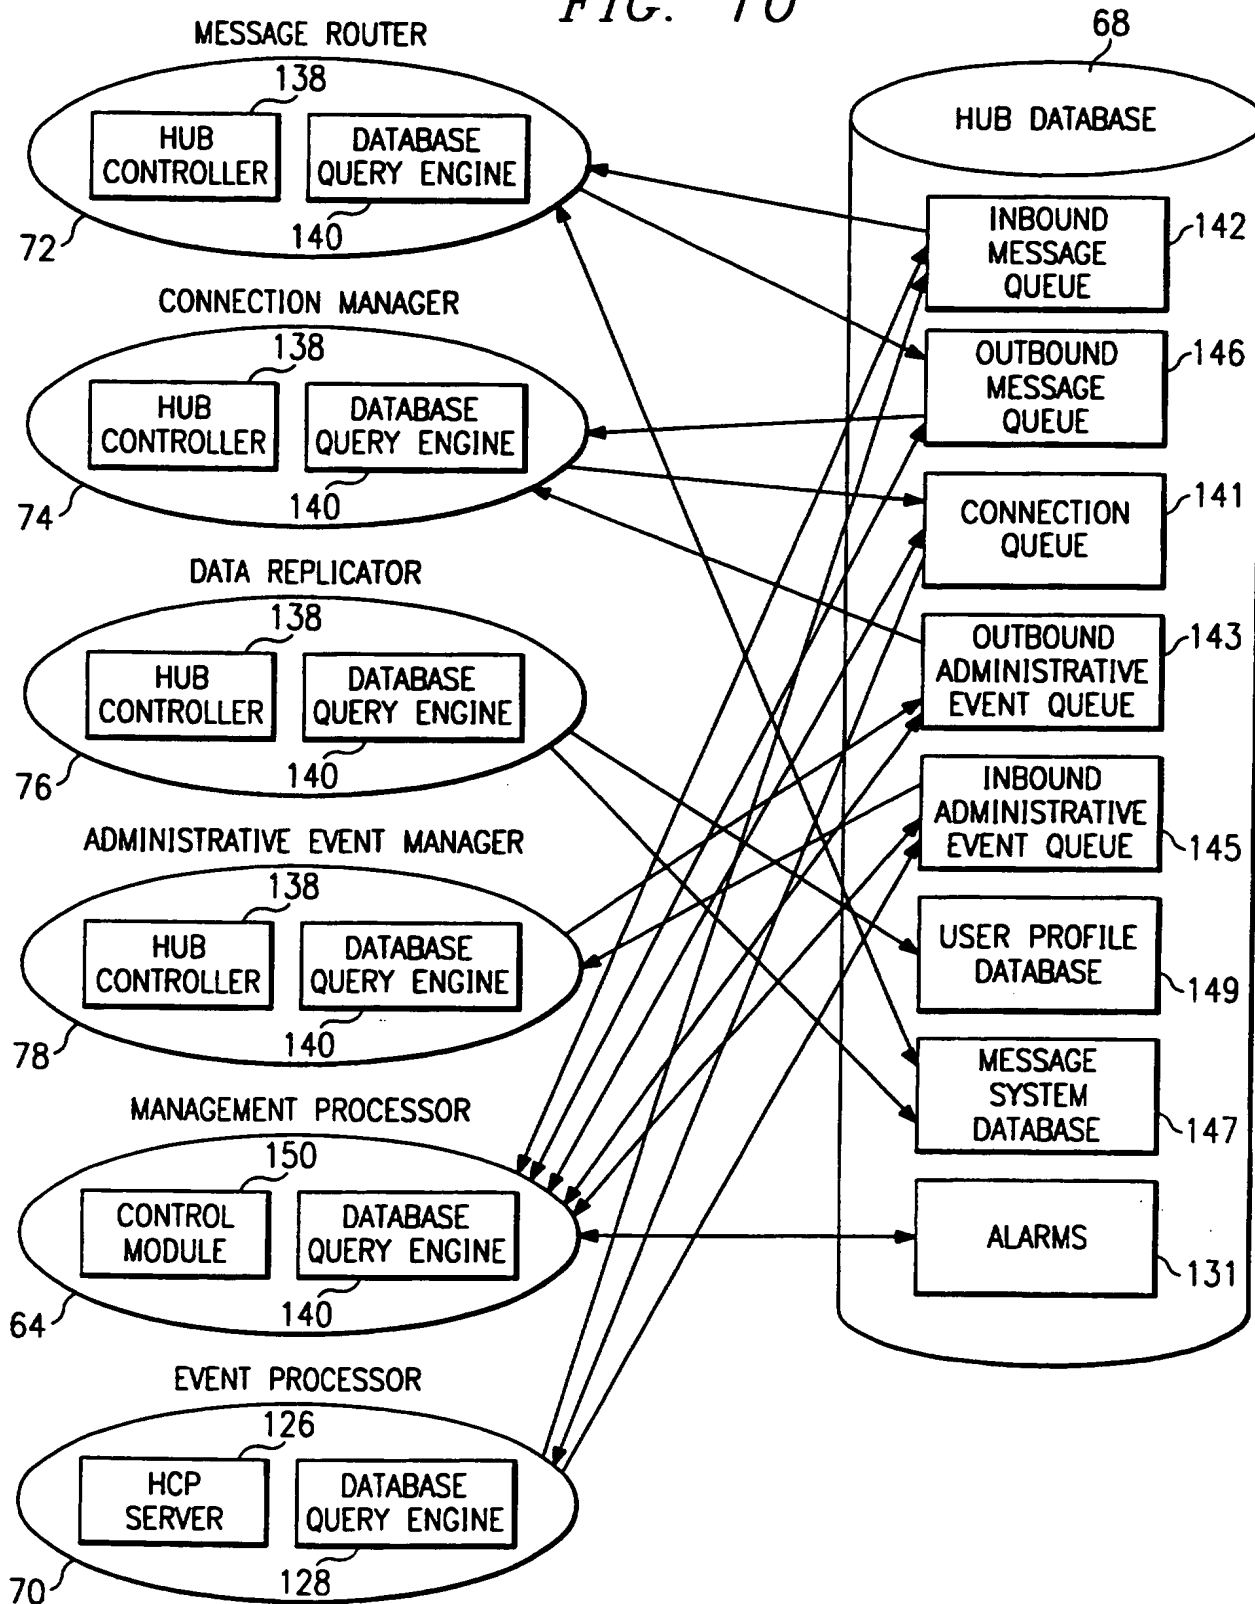 FIG. 10
MESSAGE ROUTER
138
HUB
CONTROLLER
DATABASE
QUERY ENGINE
140
72
CONNECTION MANAGER
138
HUB
CONTROLLER
DATABASE
QUERY ENGINE
140
74
DATA REPLICATOR
138
HUB
CONTROLLER
DATABASE
QUERY ENGINE
140
76
ADMINISTRATIVE EVENT MANAGER
138
HUB
CONTROLLER
DATABASE
QUERY ENGINE
140
78
MANAGEMENT PROCESSOR
150
CONTROL
MODULE
DATABASE
QUERY ENGINE
140
64
EVENT PROCESSOR
126
HCP
SERVER
DATABASE
QUERY ENGINE
128
70
68
HUB DATABASE
INBOUND
MESSAGE
QUEUE
142
OUTBOUND
MESSAGE
QUEUE
146
CONNECTION
QUEUE
141
OUTBOUND
ADMINISTRATIVE
EVENT QUEUE
143
INBOUND
ADMINISTRATIVE
EVENT QUEUE
145
USER PROFILE
DATABASE
149
MESSAGE
SYSTEM
DATABASE
147
ALARMS
131